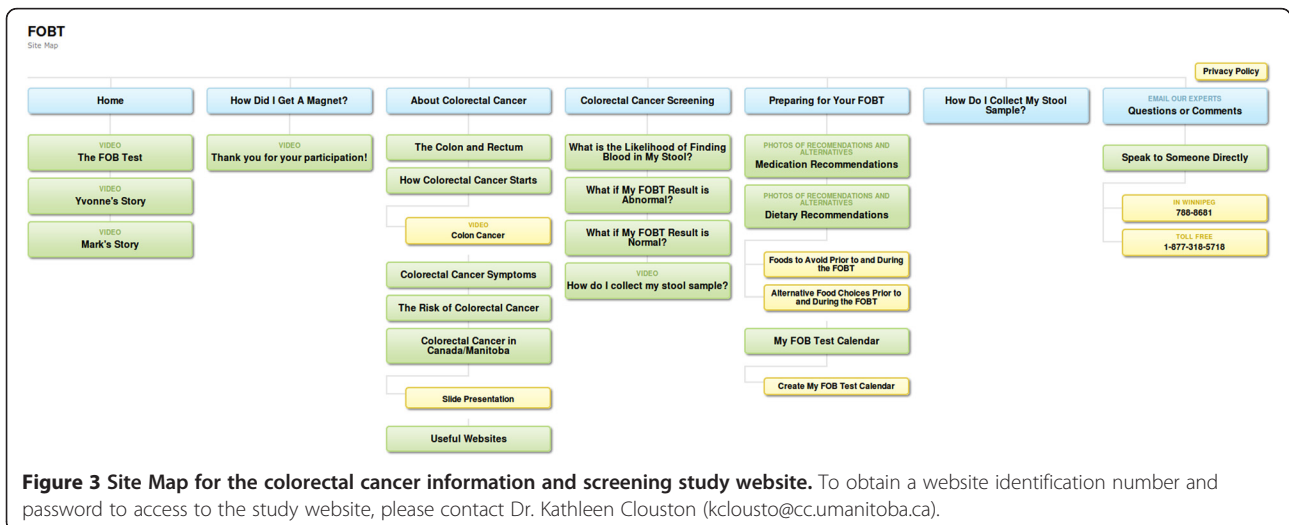 FOBT
Site Map
Privacy Policy
Home
VIDEO
The FOB Test
VIDEO
Yvonne's Story
VIDEO
Mark's Story
How Did I Get A Magnet?
VIDEO
Thank you for your participation!
About Colorectal Cancer
The Colon and Rectum
How Colorectal Cancer Starts
VIDEO
Colon Cancer
Colorectal Cancer Symptoms
The Risk of Colorectal Cancer
Colorectal Cancer in
Canada/Manitoba
Slide Presentation
Useful Websites
Colorectal Cancer Screening
What is the Likelihood of Finding
Blood in My Stool?
What if My FOBT Result is
Abnormal?
What if My FOBT Result is
Normal?
VIDEO
How do I collect my stool sample?
Preparing for Your FOBT
PHOTOS OF RECOMENDATIONS AND
ALTERNATIVES
Medication Recommendations
PHOTOS OF RECOMENDATIONS AND
ALTERNATIVES
Dietary Recommendations
Foods to Avoid Prior to and During
the FOBT
Alternative Food Choices Prior to
and During the FOBT
My FOB Test Calendar
Create My FOB Test Calendar
How Do I Collect My Stool
Sample?
EMAIL OUR EXPERTS
Questions or Comments
Speak to Someone Directly
IN WINNIPEG
788-8681
TOLL FREE
1-877-318-5718
Figure 3 Site Map for the colorectal cancer information and screening study website. To obtain a website identification number and
password to access to the study website, please contact Dr. Kathleen Clouston (kclousto@cc.umanitoba.ca).